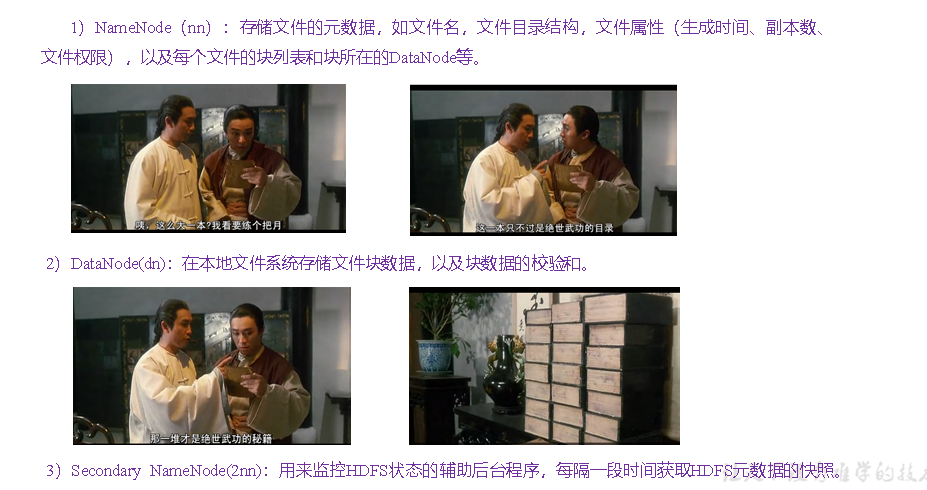 1）NameNode（nn）：存储文件的元数据，如文件名，文件目录结构，文件属性（生成时间、副本数、
文件权限），以及每个文件的块列表和块所在的DataNode等。
咦，这么大一本?我看要练个把月
这一本只不过是绝世武功的目录
2）DataNode(dn)：在本地文件系统存储文件块数据，以及块数据的校验和。
那一堆才是绝世武功的秘籍
3）Secondary NameNode(2nn)：用来监控HDFS状态的辅助后台程序，每隔一段时间获取HDFS元数据的快照。